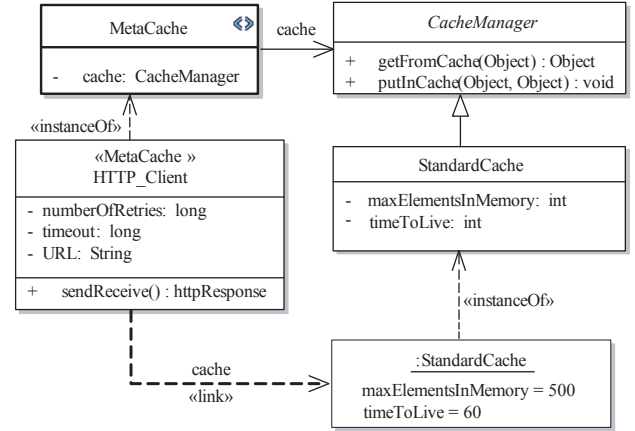 MetaCache
- cache: CacheManager
cache
CacheManager
+ getFromCache(Object) : Object
+ putInCache(Object, Object) : void
«instanceOf»
«MetaCache »
HTTP_Client
- numberOfRetries: long
- timeout: long
- URL: String
+ sendReceive() : httpResponse
StandardCache
- maxElementsInMemory: int
- timeToLive: int
«instanceOf»
cache
«link»
:StandardCache
maxElementsInMemory = 500
timeToLive = 60